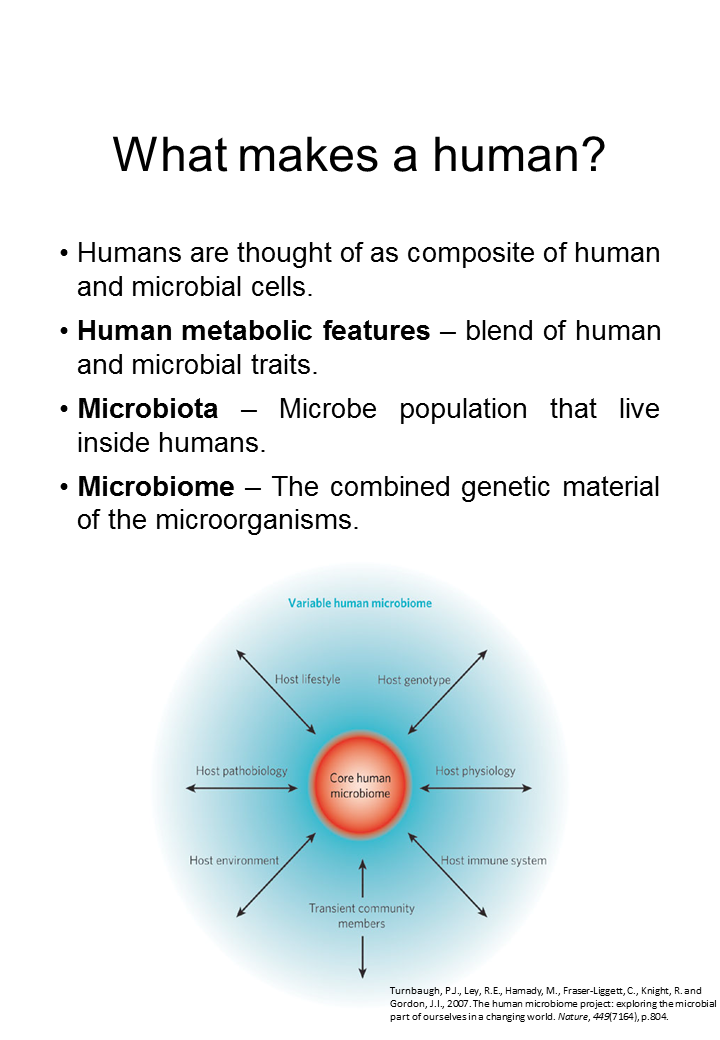 What makes a human?
• Humans are thought of as composite of human
and microbial cells.
• Human metabolic features – blend of human
and microbial traits.
• Microbiota – Microbe population that live
inside humans.
• Microbiome – The combined genetic material
of the microorganisms.
Variable human microbiome
Host lifestyle
Host genotype
Host pathobiology
Core human
microbiome
Host physiology
Host environment
Host immune system
Transient community
members
Turnbaugh, P.J., Ley, R.E., Hamady, M., Fraser-Liggett, C., Knight, R. and
Gordon, J.I., 2007. The human microbiome project: exploring the microbial
part of ourselves in a changing world. Nature, 449(7164), p.804.